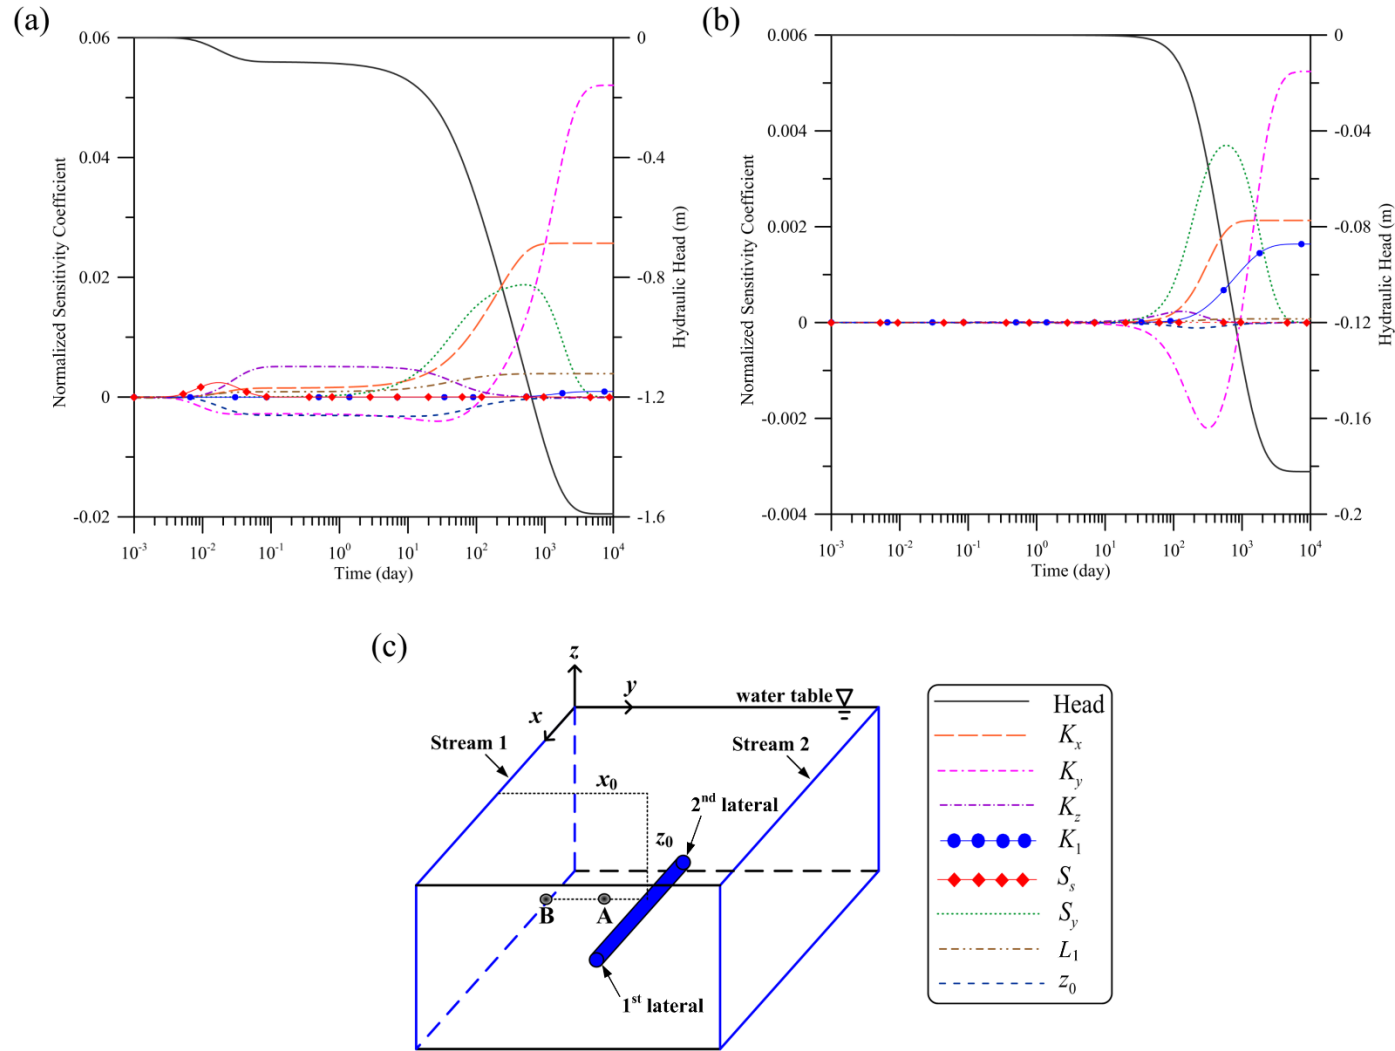 (a)
0.06
0.04
0.02
0
-0.02
Normalized Sensitivity Coefficient
0
-0.4
-0.8
-1.2
-1.6
Hydraulic Head (m)
10⁻³ 10⁻² 10⁻¹ 10⁰ 10¹ 10² 10³ 10⁴
Time (day)
(b)
0.006
0.004
0.002
0.000
-0.002
-0.004
Normalized Sensitivity Coefficient
0
-0.04
-0.08
-0.12
-0.16
-0.2
Hydraulic Head (m)
10⁻³ 10⁻² 10⁻¹ 10⁰ 10¹ 10² 10³ 10⁴
Time (day)
(c)
z
y
x
water table
Stream 1
Stream 2
x₀
2nd lateral
z₀
B
A
1st lateral
Head
Kₓ
K_y
K_z
K₁
Sₛ
S_y
L₁
z₀